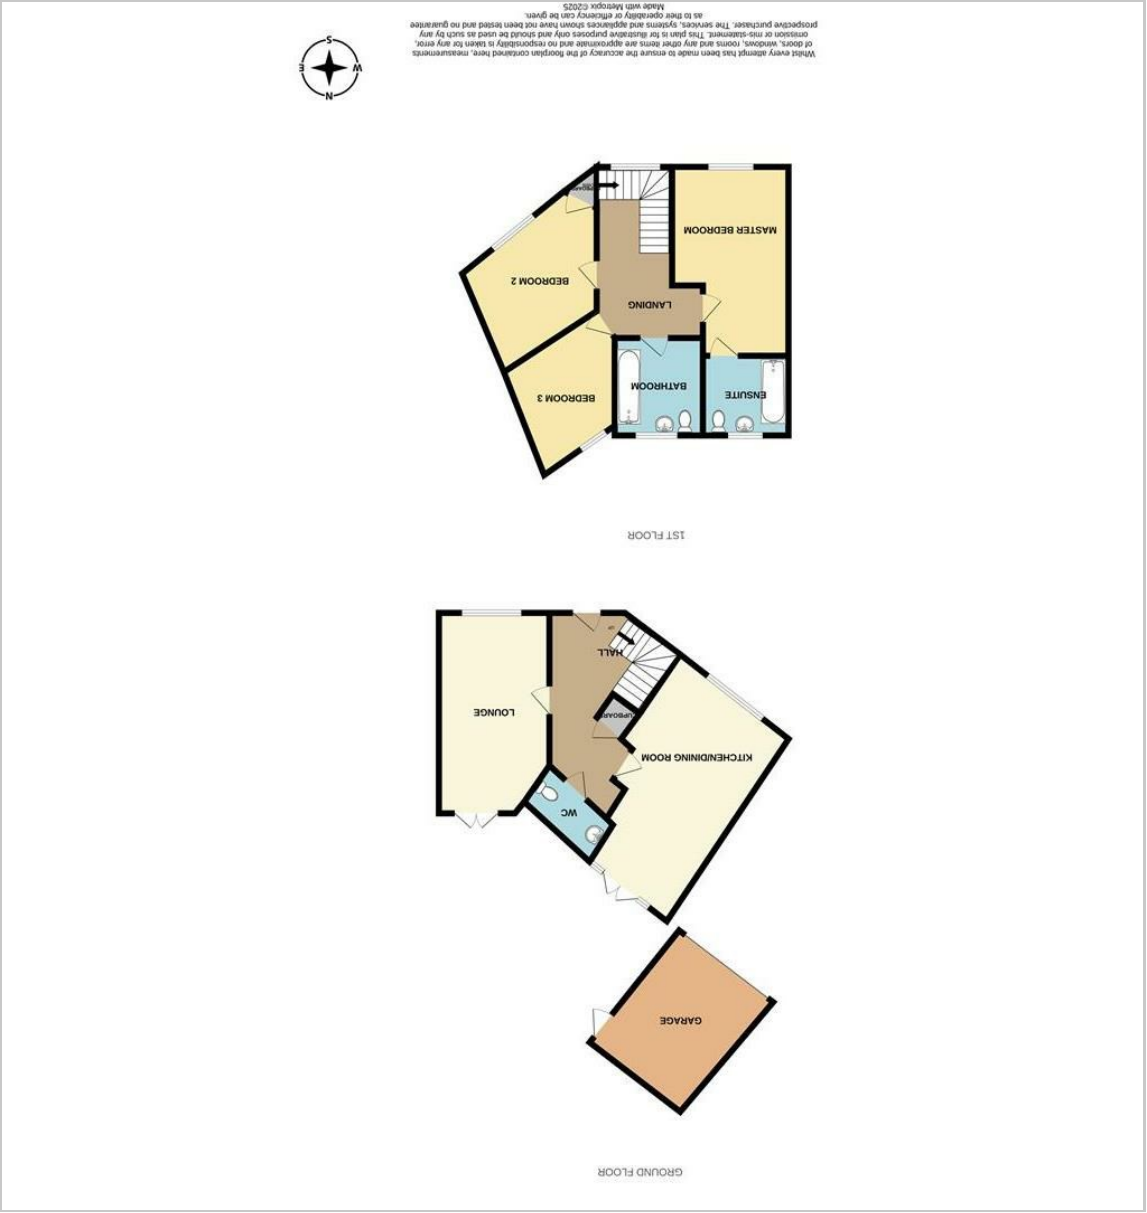 GROUND FLOOR
GARAGE
WC
KITCHEN/DINING ROOM
CUPBOARD
LOUNGE
HALL
UP
1ST FLOOR
BEDROOM 3
ENSUITE
BATHROOM
LANDING
BEDROOM 2
MASTER BEDROOM
CUPBOARD
N
W
E
S
Whilst every attempt has been made to ensure the accuracy of the floorplan contained here, measurements
of doors, windows, rooms and any other items are approximate and no responsibility is taken for any error,
omission or mis-statement. This plan is for illustrative purposes only and should be used as such by any
prospective purchaser. The services, systems and appliances shown have not been tested and no guarantee
as to their operability or efficiency can be given.
Made with Metropix ©2025